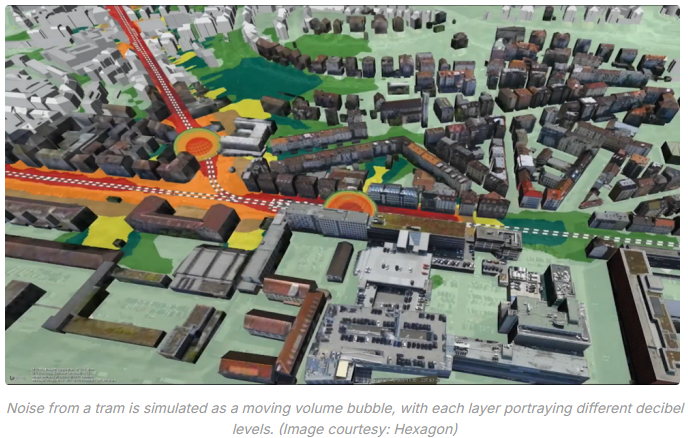 Noise from a tram is simulated as a moving volume bubble, with each layer portraying different decibel
levels. (Image courtesy: Hexagon)